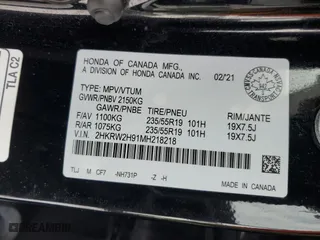 TLA C2
HONDA OF CANADA MFG.,
A DIVISION OF HONDA CANADA INC. 02/'21
TYPE: MPV/VTUM
GVWR/PNBV 2150KG
GAWR/PNBE TIRE/PNEU RIM/JANTE
F/AV 1100KG 235/55R19 101H 19X7.5J
R/AR 1075KG 235/55R19 101H 19X7.5J
V.I.N. 2HKRW2H91MH218218
TLJ M CF7 -NH731P -Z -H
MADE IN CANADA